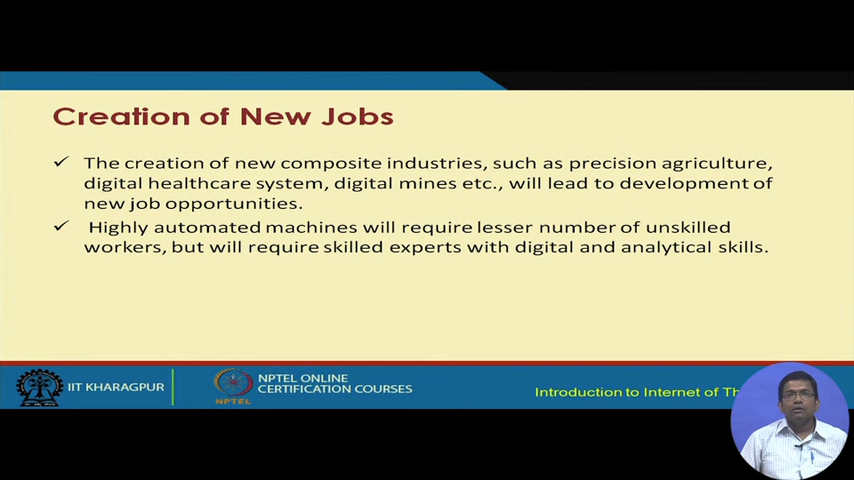 Creation of New Jobs
✓ The creation of new composite industries, such as precision agriculture,
digital healthcare system, digital mines etc., will lead to development of
new job opportunities.
✓ Highly automated machines will require lesser number of unskilled
workers, but will require skilled experts with digital and analytical skills.
IIT KHARAGPUR
NPTEL
NPTEL ONLINE
CERTIFICATION COURSES
Introduction to Internet of Th